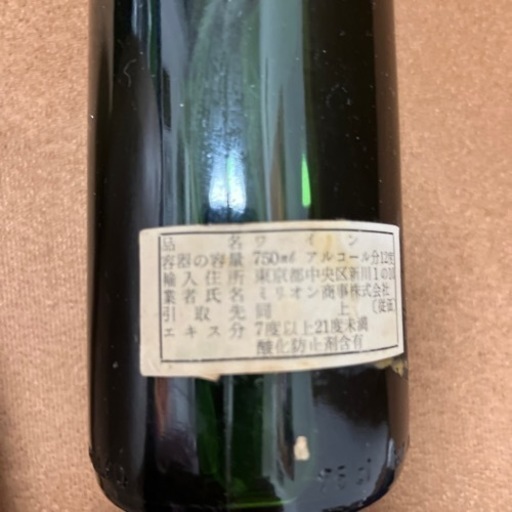 品名 ワイン
容器の容量 750ml アルコール分12度
輸入 住所 東京都中央区新川1の10
業者 氏名 ミリオン商事株式会社
引取先 同上 (従価)
エキス分 7度以上21度未満
酸化防止剤含有